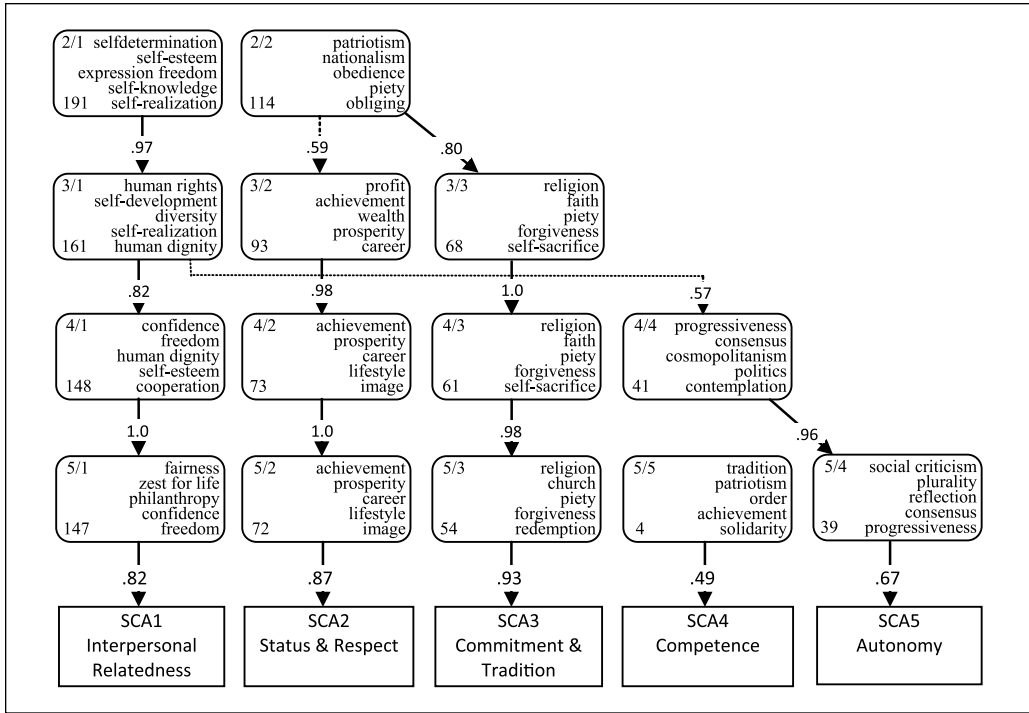 2/1 selfdetermination
self-esteem
expression freedom
self-knowledge
191 self-realization
2/2 patriotism
nationalism
obedience
piety
114 obliging
.97
.59
.80
3/1 human rights
self-development
diversity
self-realization
161 human dignity
3/2 profit
achievement
wealth
prosperity
93 career
3/3 religion
faith
piety
forgiveness
68 self-sacrifice
.82
.98
1.0
.57
4/1 confidence
freedom
human dignity
self-esteem
148 cooperation
4/2 achievement
prosperity
career
lifestyle
73 image
4/3 religion
faith
piety
forgiveness
61 self-sacrifice
4/4 progressiveness
consensus
cosmopolitanism
politics
41 contemplation
1.0
1.0
.98
.96
5/1 fairness
zest for life
philanthropy
confidence
147 freedom
5/2 achievement
prosperity
career
lifestyle
72 image
5/3 religion
church
piety
forgiveness
54 redemption
5/5 tradition
patriotism
order
achievement
4 solidarity
5/4 social criticism
plurality
reflection
consensus
39 progressiveness
.82
.87
.93
.49
.67
SCA1
Interpersonal
Relatedness
SCA2
Status & Respect
SCA3
Commitment &
Tradition
SCA4
Competence
SCA5
Autonomy